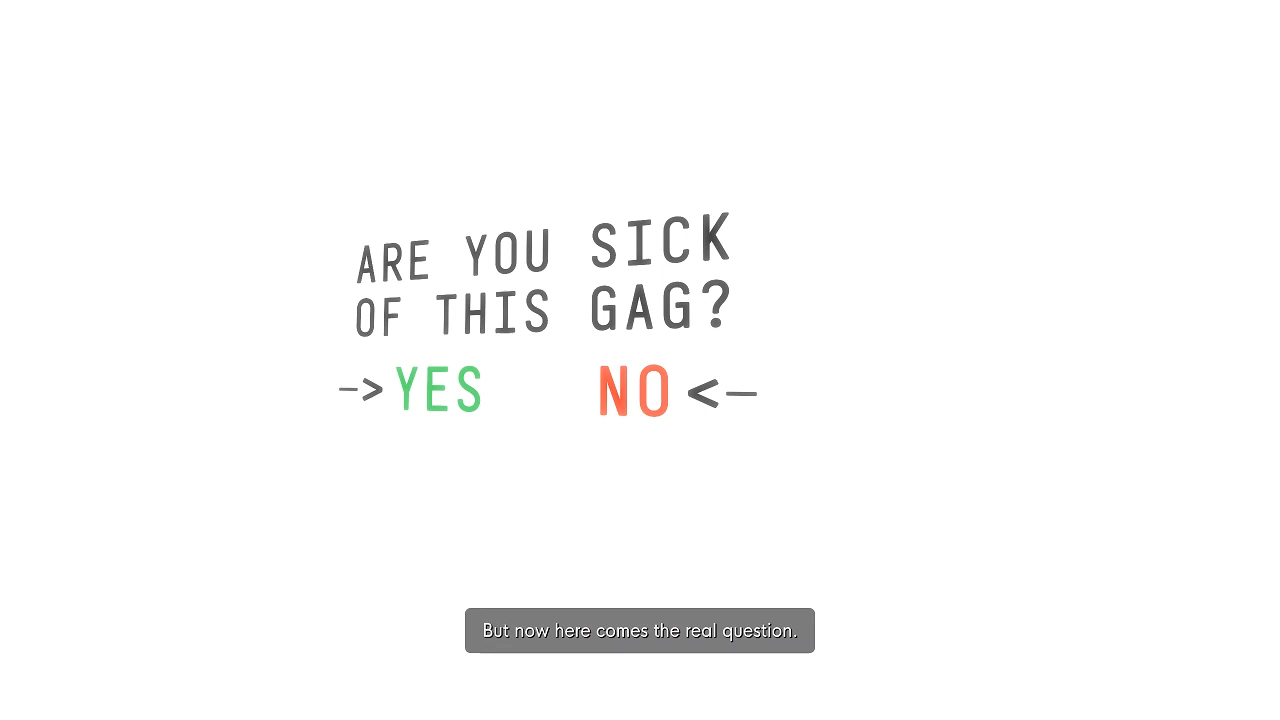 ARE YOU SICK
OF THIS GAG?
->YES NO<-
But now here comes the real question.